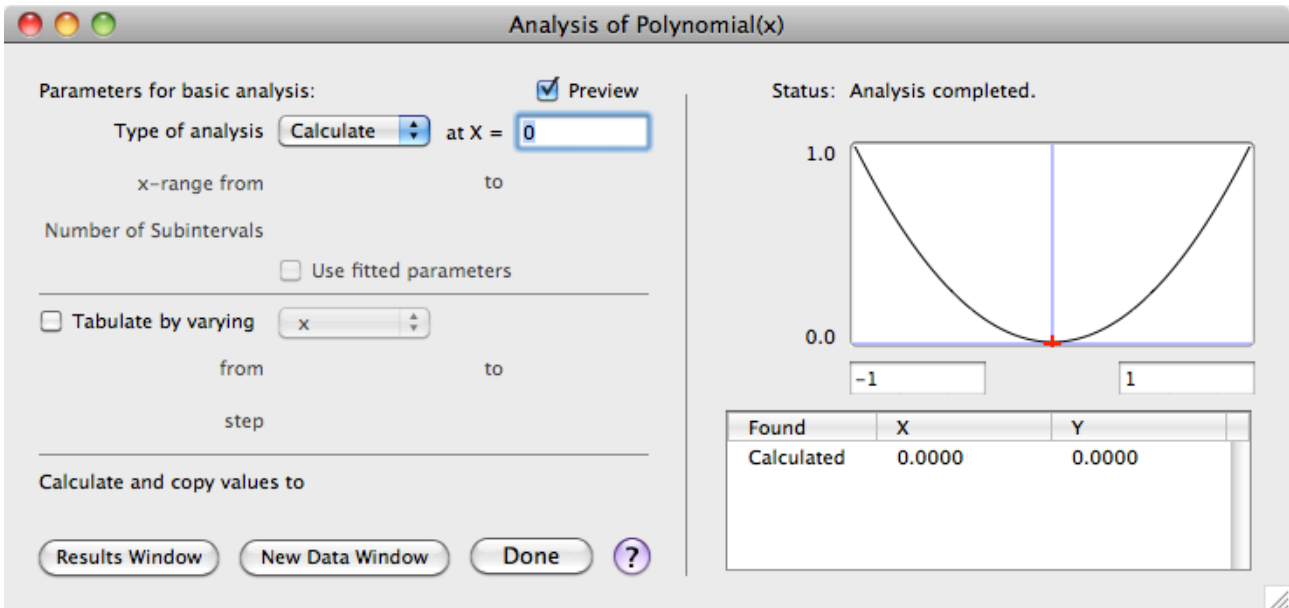 Analysis of Polynomial(x)
Parameters for basic analysis:
Preview
Type of analysis Calculate at X = 0
x-range from to
Number of Subintervals
Use fitted parameters
Tabulate by varying x
from to
step
Calculate and copy values to
Results Window New Data Window Done ?
Status: Analysis completed.
1.0
0.0
-1 1
Found X Y
Calculated 0.0000 0.0000